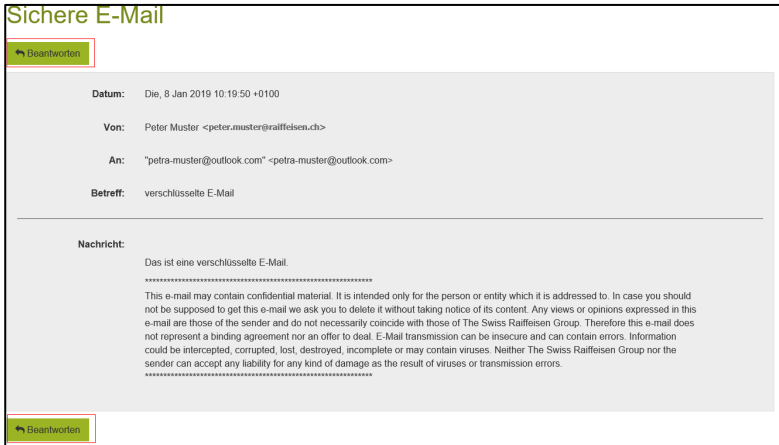 Sichere E-Mail
Beantworten
Datum: Die, 8 Jan 2019 10:19:50 +0100
Von: Peter Muster <peter.muster@raiffeisen.ch>
An: "petra-muster@outlook.com" <petra-muster@outlook.com>
Betreff: verschlüsselte E-Mail
Nachricht:
Das ist eine verschlüsselte E-Mail.
**************************************************************
This e-mail may contain confidential material. It is intended only for the person or entity which it is addressed to. In case you should
not be supposed to get this e-mail we ask you to delete it without taking notice of its content. Any views or opinions expressed in this
e-mail are those of the sender and do not necessarily coincide with those of The Swiss Raiffeisen Group. Therefore this e-mail does
not represent a binding agreement nor an offer to deal. E-Mail transmission can be insecure and can contain errors. Information
could be intercepted, corrupted, lost, destroyed, incomplete or may contain viruses. Neither The Swiss Raiffeisen Group nor the
sender can accept any liability for any kind of damage as the result of viruses or transmission errors.
**************************************************************
Beantworten